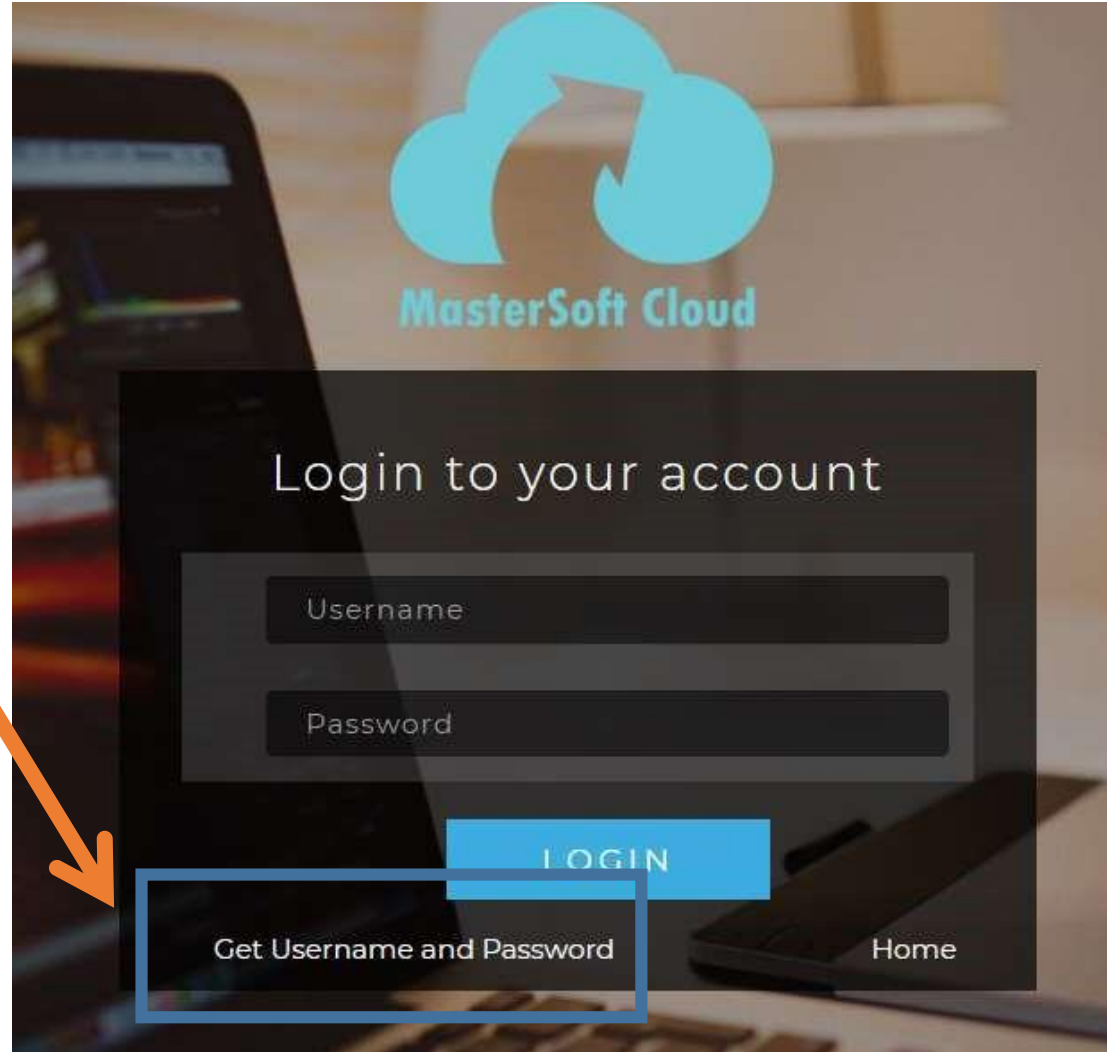 MasterSoft Cloud
Login to your account
Username
Password
LOGIN
Get Username and Password
Home